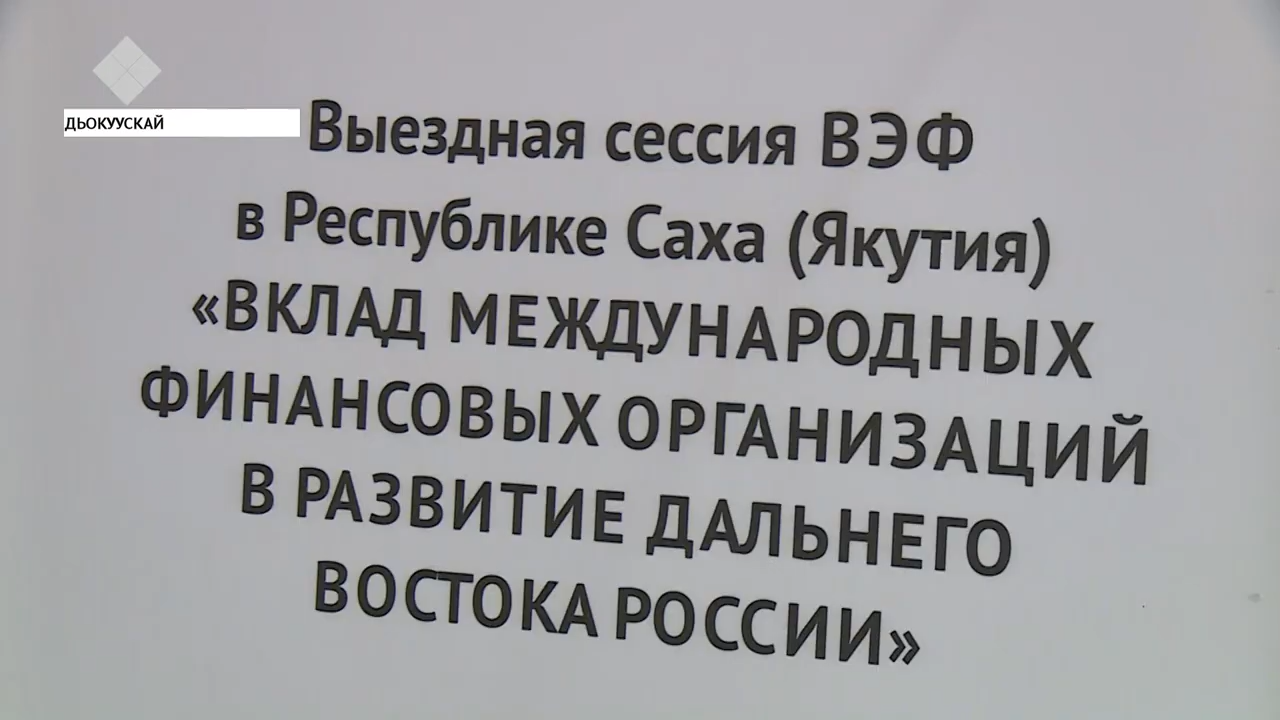 ДЬОКУУСКАЙ
Выездная сессия ВЭФ
в Республике Саха (Якутия)
«ВКЛАД МЕЖДУНАРОДНЫХ
ФИНАНСОВЫХ ОРГАНИЗАЦИЙ
В РАЗВИТИЕ ДАЛЬНЕГО
ВОСТОКА РОССИИ»